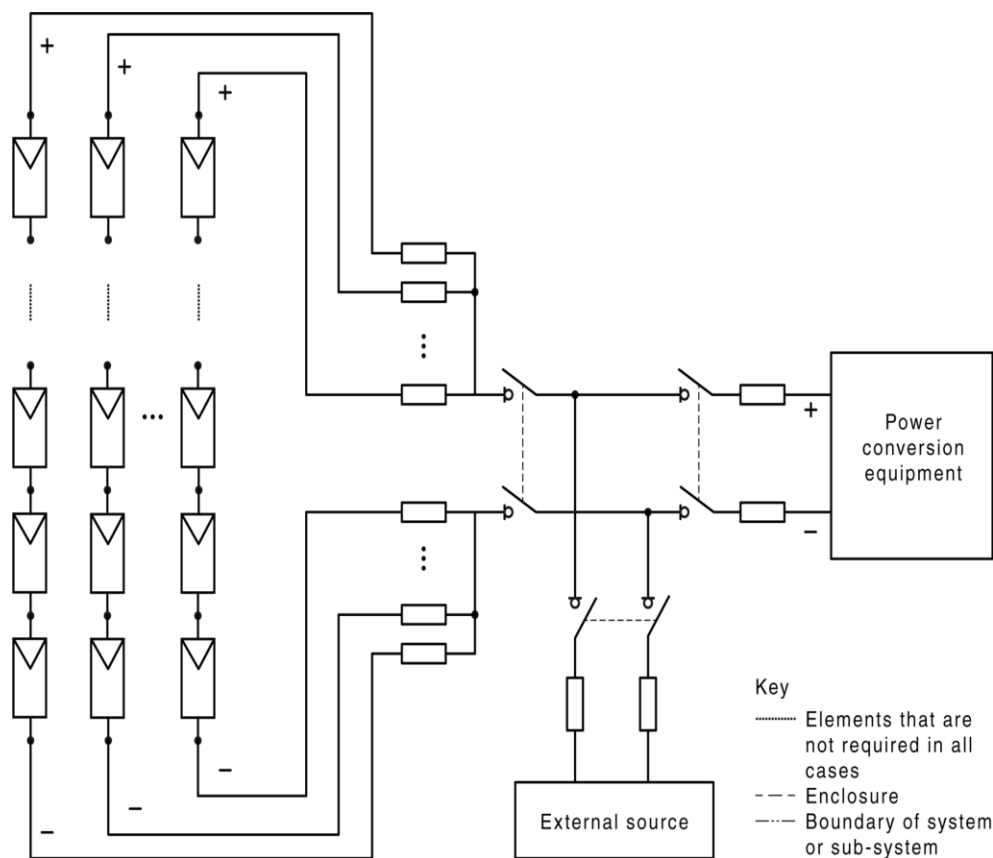 +
+
+
Power
conversion
equipment
+
−
External source
−
−
−
Key
Elements that are
not required in all
cases
Enclosure
Boundary of system
or sub-system